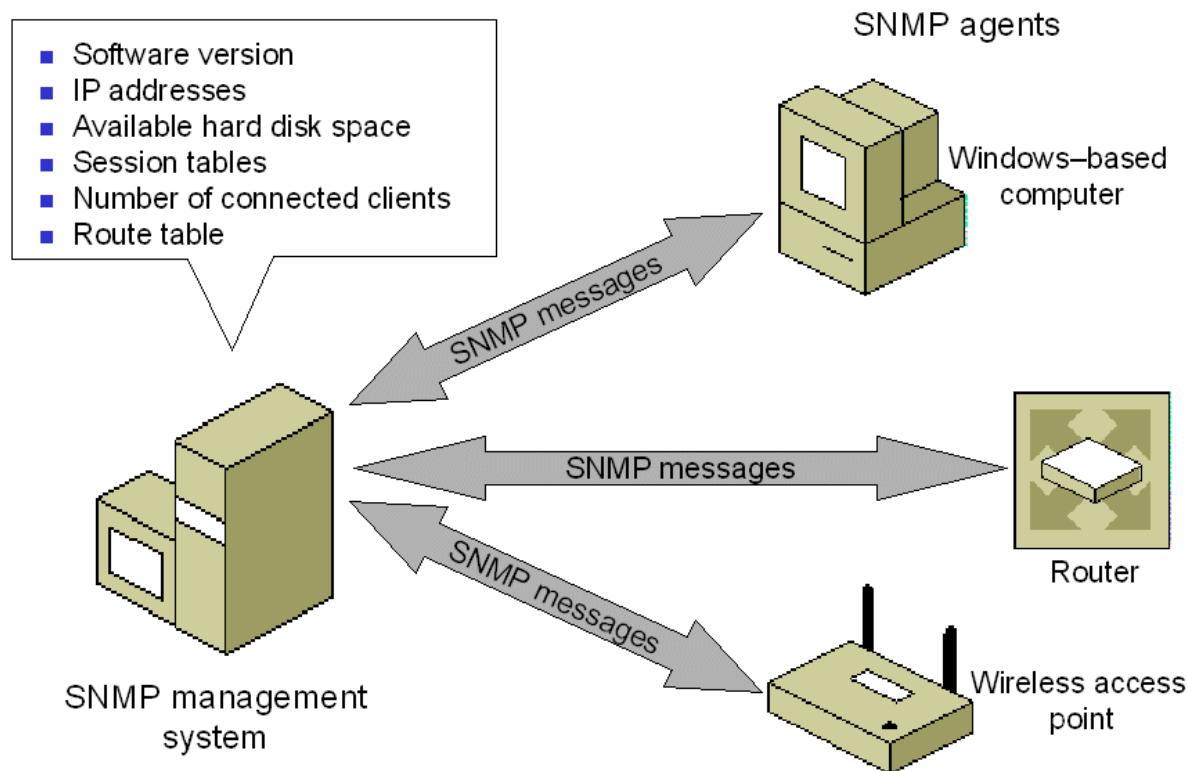 Software version
IP addresses
Available hard disk space
Session tables
Number of connected clients
Route table
SNMP agents
Windows–based
computer
SNMP messages
SNMP messages
Router
SNMP messages
Wireless access
point
SNMP management
system